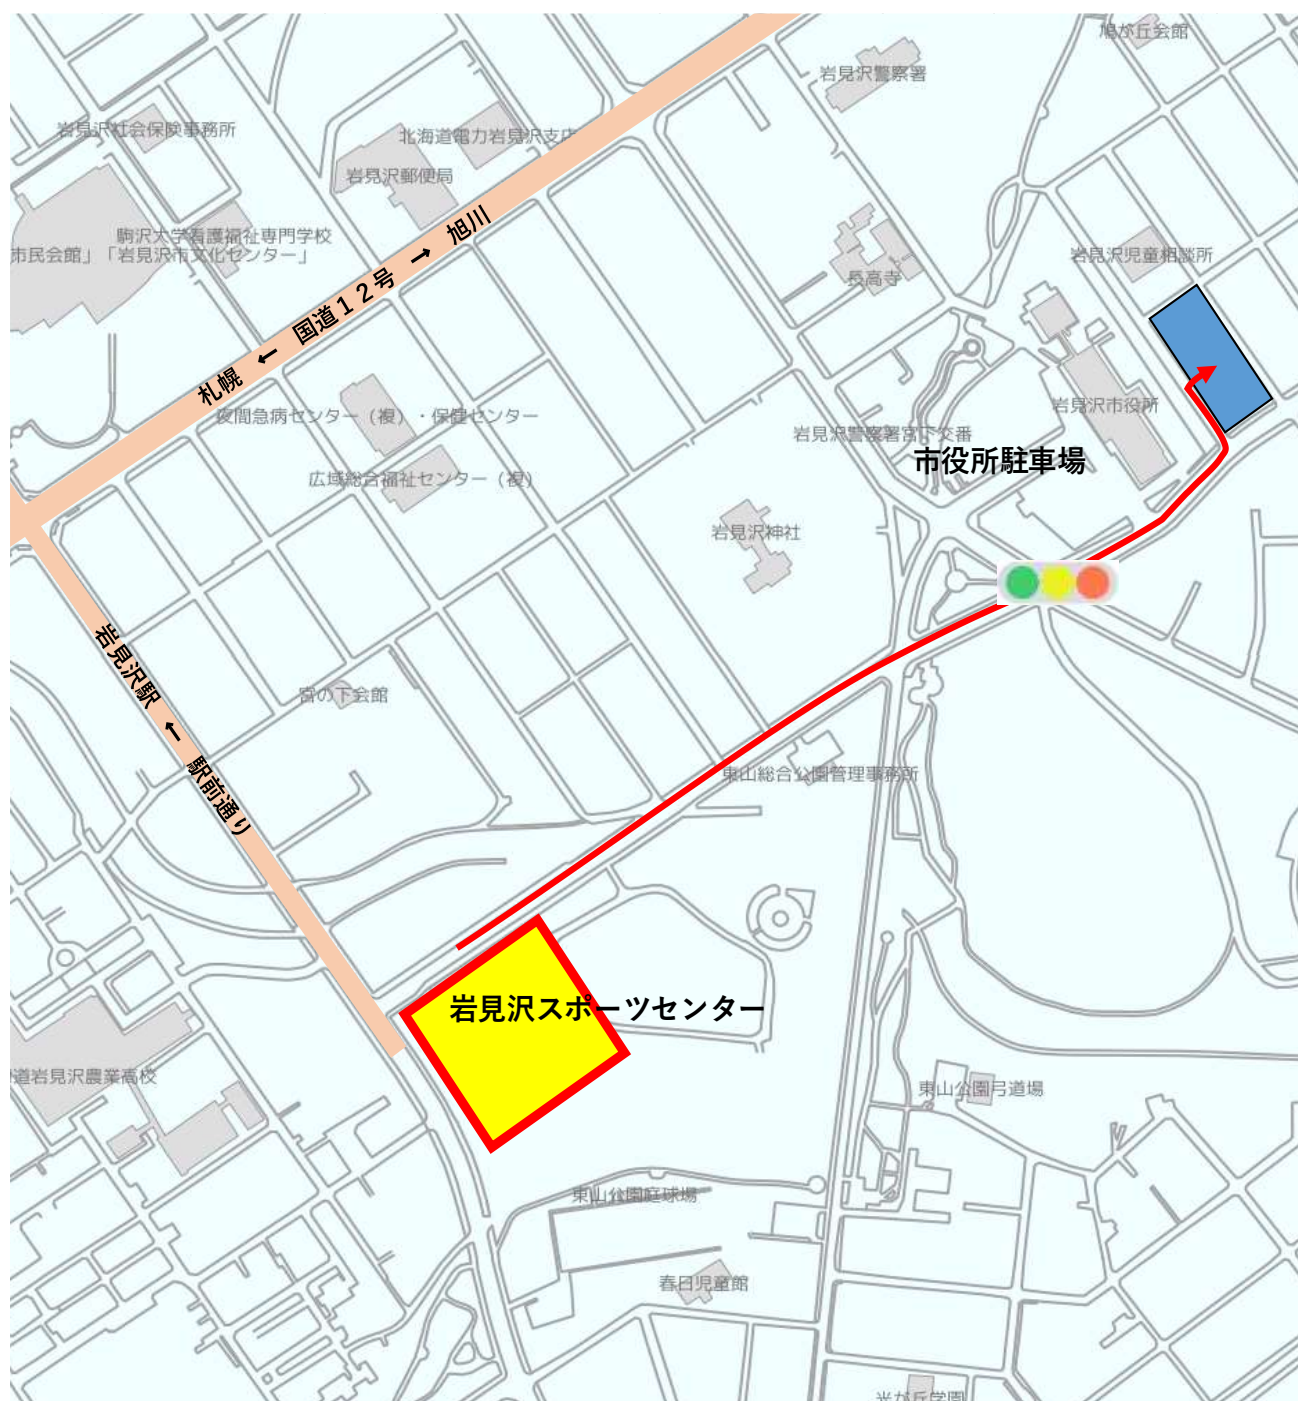 鳩が丘会館
岩見沢警察署
岩見沢社会保険事務所
北海道電力岩見沢支店
岩見沢郵便局
駒沢大学看護福祉専門学校
市民会館」「岩見沢市文化センター」
旭川
→
国道１２号
←
札幌
長高寺
岩見沢児童相談所
夜間急病センター（複）・保健センター
岩見沢市役所
岩見沢警察署宮下交番
市役所駐車場
広域総合福祉センター（複）
岩見沢神社
岩見沢駅
←
駅前通り
宮の下会館
東山総合公園管理事務所
岩見沢スポーツセンター
道岩見沢農業高校
東山公園弓道場
東山公園庭球場
春日児童館
光が丘学園